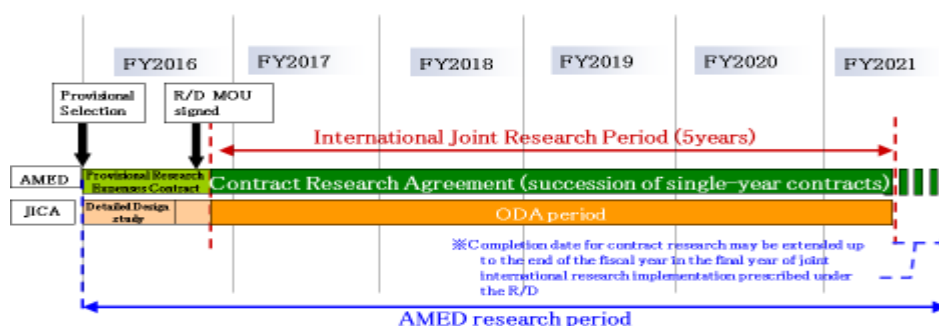 FY2016
FY2017
FY2018
FY2019
FY2020
FY2021
Provisional
Selection
R/D MOU
signed
International Joint Research Period (5years)
AMED
Provisional Research
Expenses Contract
Contract Research Agreement (succession of single-year contracts)
JICA
Detailed Design
study
ODA period
※Completion date for contract research may be extended up
to the end of the fiscal year in the final year of joint
international research implementation prescribed under
the R/D
AMED research period